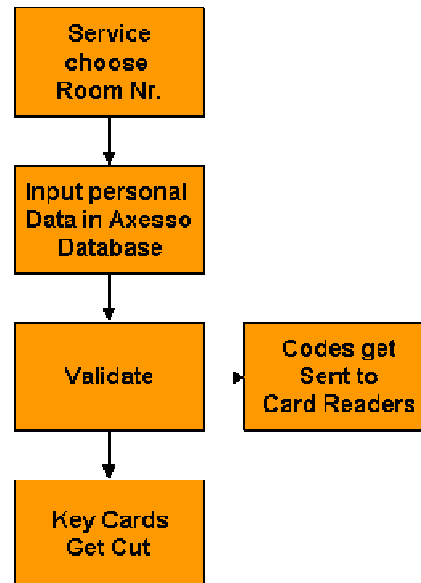 Service
choose
Room Nr.
Input personal
Data in Axesso
Database
Validate
Codes get
Sent to
Card Readers
Key Cards
Get Cut